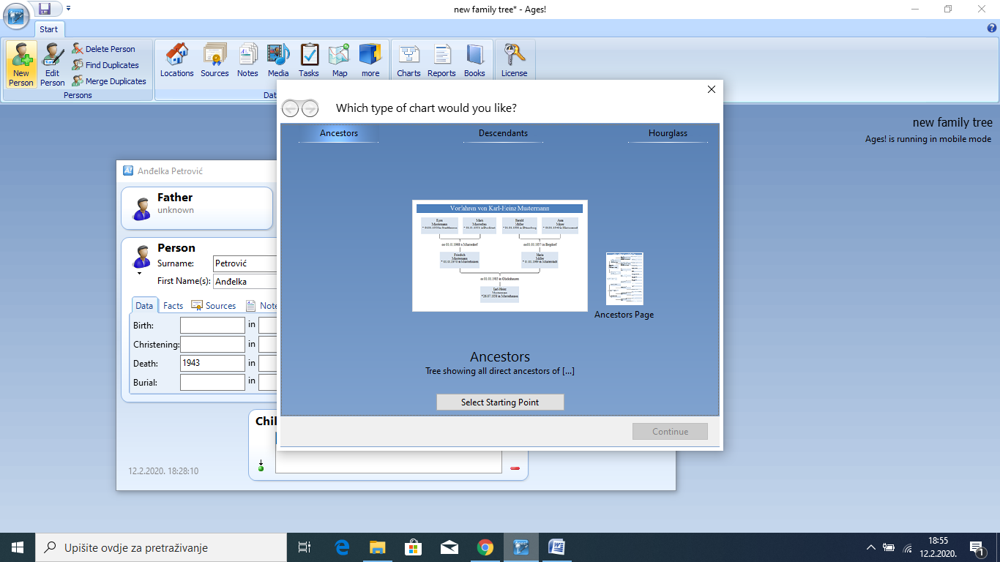 new family tree* - Ages!
Start
New Person
Edit Person
Delete Person
Find Duplicates
Merge Duplicates
Persons
Locations
Sources
Notes
Media
Tasks
Map
more
Dat
Charts
Reports
Books
License
new family tree
Ages! is running in mobile mode
Anđelka Petrović
Father
unknown
Person
Surname: Petrović
First Name(s): Anđelka
Data Facts Sources Note
Birth: in
Christening: in
Death: 1943 in
Burial: in
Chil
12.2.2020. 18:28:10
Which type of chart would you like?
Ancestors
Descendants
Hourglass
Vorfahren von Karl-Heinz Mustermann
Ancestors Page
Ancestors
Tree showing all direct ancestors of [...]
Select Starting Point
Continue
Upišite ovdje za pretraživanje
18:55
12.2.2020.
1